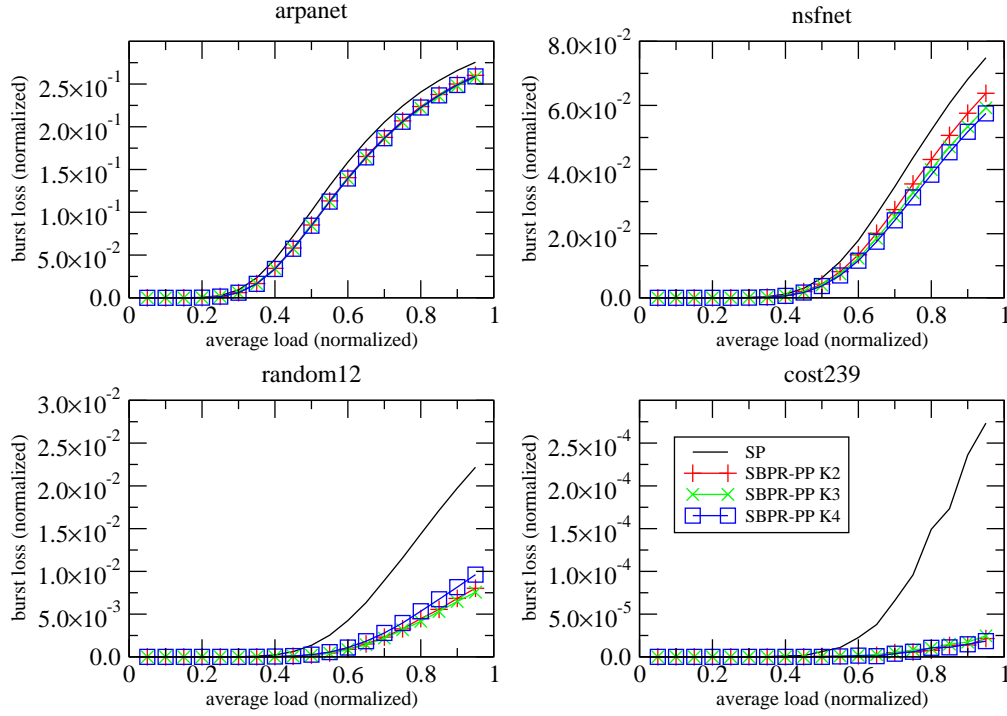 arpanet
nsfnet
burst loss (normalized)
2.5×10⁻¹
2.0×10⁻¹
1.5×10⁻¹
1.0×10⁻¹
5.0×10⁻²
0.0
0 0.2 0.4 0.6 0.8 1
average load (normalized)
burst loss (normalized)
8.0×10⁻²
6.0×10⁻²
4.0×10⁻²
2.0×10⁻²
0.0
0 0.2 0.4 0.6 0.8 1
average load (normalized)
random12
cost239
burst loss (normalized)
3.0×10⁻²
2.5×10⁻²
2.0×10⁻²
1.5×10⁻²
1.0×10⁻²
5.0×10⁻³
0.0
0 0.2 0.4 0.6 0.8 1
average load (normalized)
burst loss (normalized)
2.5×10⁻⁴
2.0×10⁻⁴
1.5×10⁻⁴
1.0×10⁻⁴
5.0×10⁻⁵
0.0
0 0.2 0.4 0.6 0.8 1
average load (normalized)
SP
SBPR-PP K2
SBPR-PP K3
SBPR-PP K4